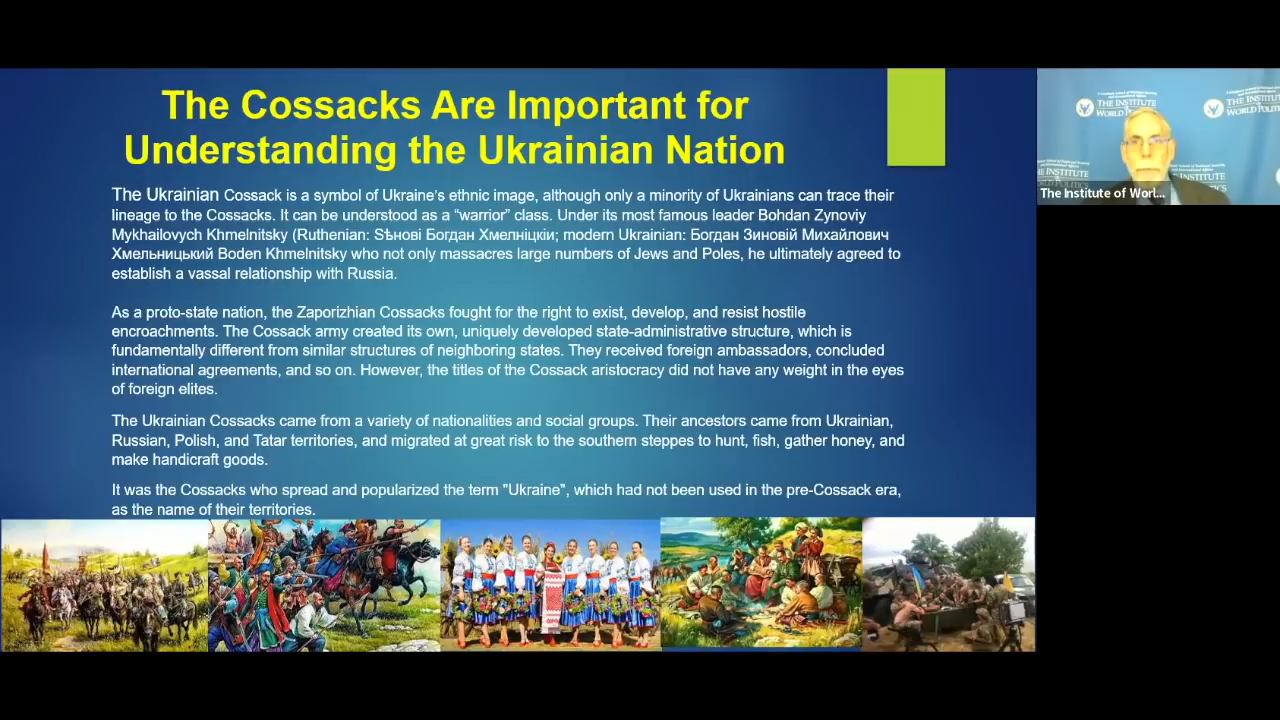 The Cossacks Are Important for
Understanding the Ukrainian Nation
The Ukrainian Cossack is a symbol of Ukraine's ethnic image, although only a minority of Ukrainians can trace their
lineage to the Cossacks. It can be understood as a “warrior” class. Under its most famous leader Bohdan Zynoviy
Mykhailovych Khmelnitsky (Ruthenian: Ѕѣнові Богдан Хмелніцкiи; modern Ukrainian: Богдан Зиновій Михайлович
Хмельницький Boden Khmelnitsky who not only massacres large numbers of Jews and Poles, he ultimately agreed to
establish a vassal relationship with Russia.
As a proto-state nation, the Zaporizhian Cossacks fought for the right to exist, develop, and resist hostile
encroachments. The Cossack army created its own, uniquely developed state-administrative structure, which is
fundamentally different from similar structures of neighboring states. They received foreign ambassadors, concluded
international agreements, and so on. However, the titles of the Cossack aristocracy did not have any weight in the eyes
of foreign elites.
The Ukrainian Cossacks came from a variety of nationalities and social groups. Their ancestors came from Ukrainian,
Russian, Polish, and Tatar territories, and migrated at great risk to the southern steppes to hunt, fish, gather honey, and
make handicraft goods.
It was the Cossacks who spread and popularized the term "Ukraine", which had not been used in the pre-Cossack era,
as the name of their territories.
THE INSTITUTE
WORLD POLITICS
THE INSTIT
WORLD POLIT
INSTITUTE
THE INSTI
The Institute of Worl...